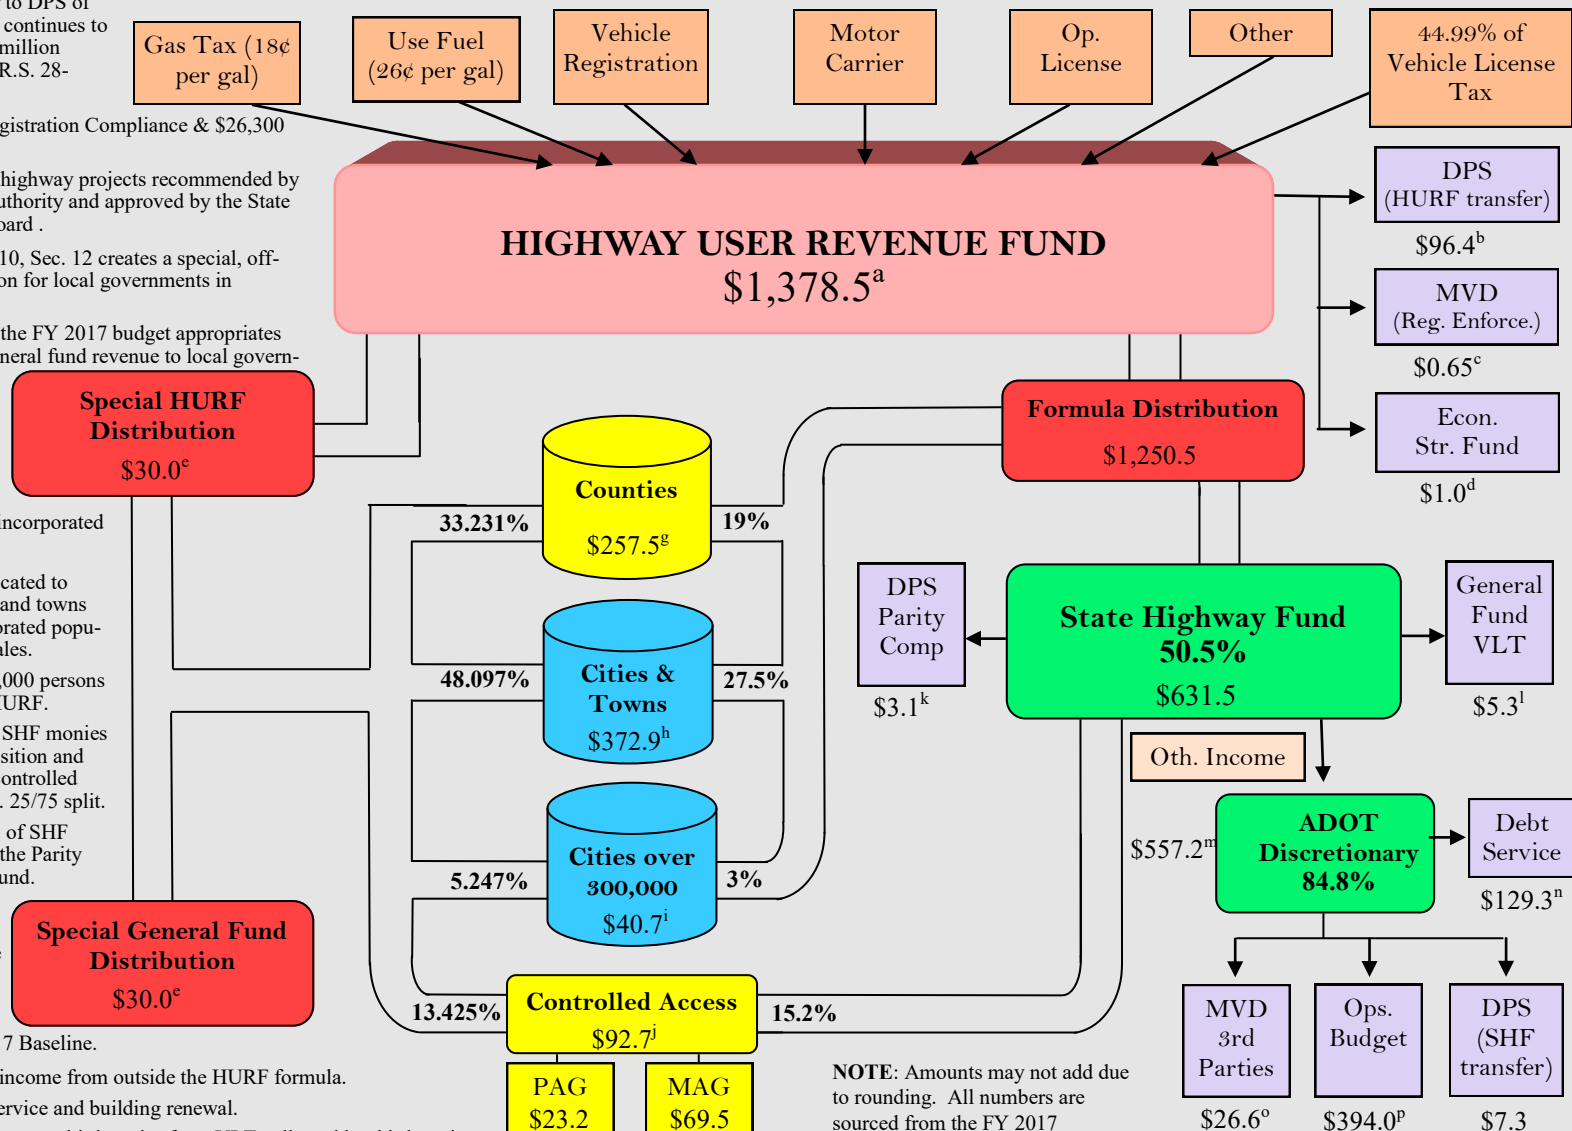 to DPS of
continues to
million
R.S. 28-
gistration Compliance & $26,300
highway projects recommended by
uthority and approved by the State
oard .
10, Sec. 12 creates a special, off-
on for local governments in
the FY 2017 budget appropriates
neral fund revenue to local govern-
Gas Tax (18¢
per gal)
Use Fuel
(26¢ per gal)
Vehicle
Registration
Motor
Carrier
Op.
License
Other
44.99% of
Vehicle License
Tax
HIGHWAY USER REVENUE FUND
$1,378.5a
DPS
(HURF transfer)
$96.4b
MVD
(Reg. Enforce.)
$0.65c
Econ.
Str. Fund
$1.0d
Special HURF
Distribution
$30.0e
Formula Distribution
$1,250.5
incorporated
cated to
and towns
orated popu-
ales.
,000 persons
HURF.
SHF monies
sition and
ontrolled
. 25/75 split.
of SHF
the Parity
und.
Counties
$257.5g
33.231%
19%
Cities &
Towns
$372.9h
48.097%
27.5%
Cities over
300,000
$40.7i
5.247%
3%
DPS
Parity
Comp
$3.1k
State Highway Fund
50.5%
$631.5
General
Fund
VLT
$5.3l
Oth. Income
$557.2m
ADOT
Discretionary
84.8%
Debt
Service
$129.3n
Special General Fund
Distribution
$30.0e
13.425%
Controlled Access
$92.7j
15.2%
PAG
$23.2
MAG
$69.5
MVD
3rd
Parties
$26.6o
Ops.
Budget
$394.0p
DPS
(SHF
transfer)
$7.3
7 Baseline.
income from outside the HURF formula.
ervice and building renewal.
NOTE: Amounts may not add due
to rounding. All numbers are
sourced from the FY 2017